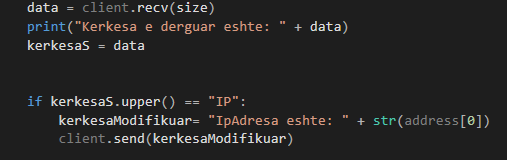 data = client.recv(size)
print("Kerkesa e derguar eshte: " + data)
kerkesaS = data
if kerkesaS.upper() == "IP":
kerkesaModifikuar= "IpAdresa eshte: " + str(address[0])
client.send(kerkesaModifikuar)